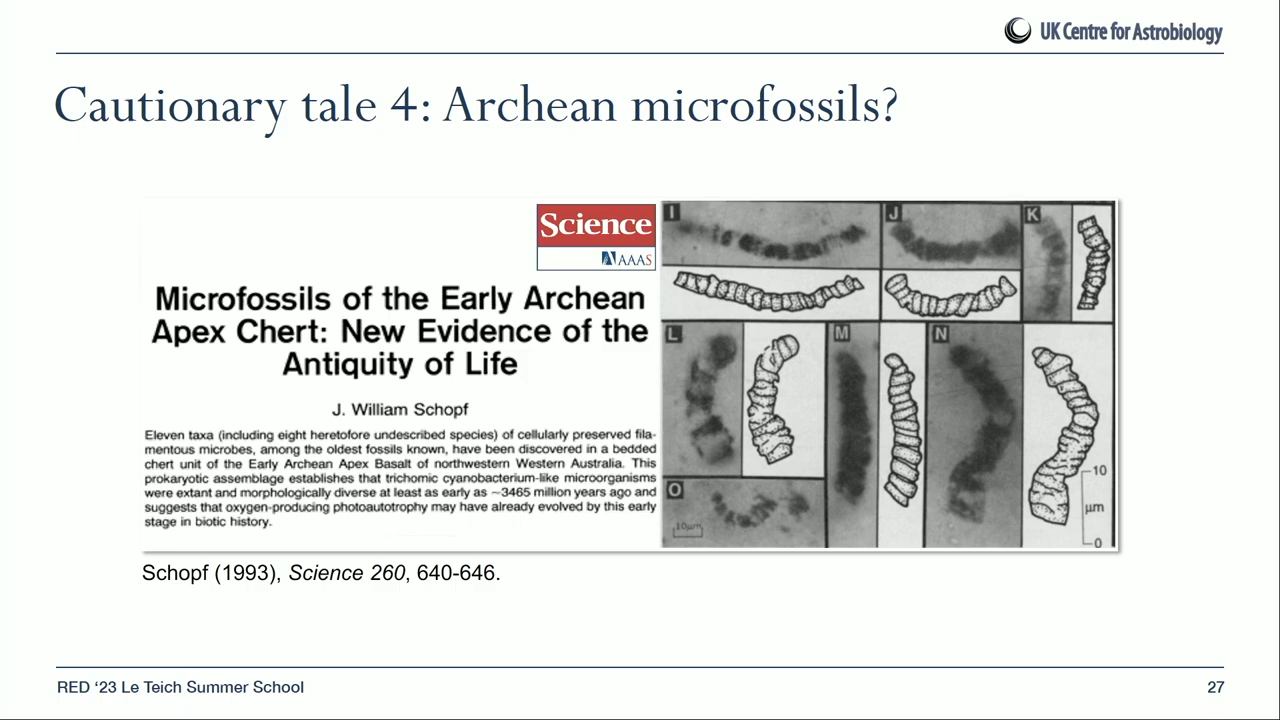 UK Centre for Astrobiology
Cautionary tale 4: Archean microfossils?
Science
AAAS
Microfossils of the Early Archean
Apex Chert: New Evidence of the
Antiquity of Life
J. William Schopf
Eleven taxa (including eight heretofore undescribed species) of cellularly preserved fila-
mentous microbes, among the oldest fossils known, have been discovered in a bedded
chert unit of the Early Archean Apex Basalt of northwestern Western Australia. This
prokaryotic assemblage establishes that trichomic cyanobacterium-like microorganisms
were extant and morphologically diverse at least as early as ~3465 million years ago and
suggests that oxygen-producing photoautotrophy may have already evolved by this early
stage in biotic history.
I
J
K
L
M
N
O
10μm
10
μm
0
Schopf (1993), Science 260, 640-646.
RED ‘23 Le Teich Summer School
27